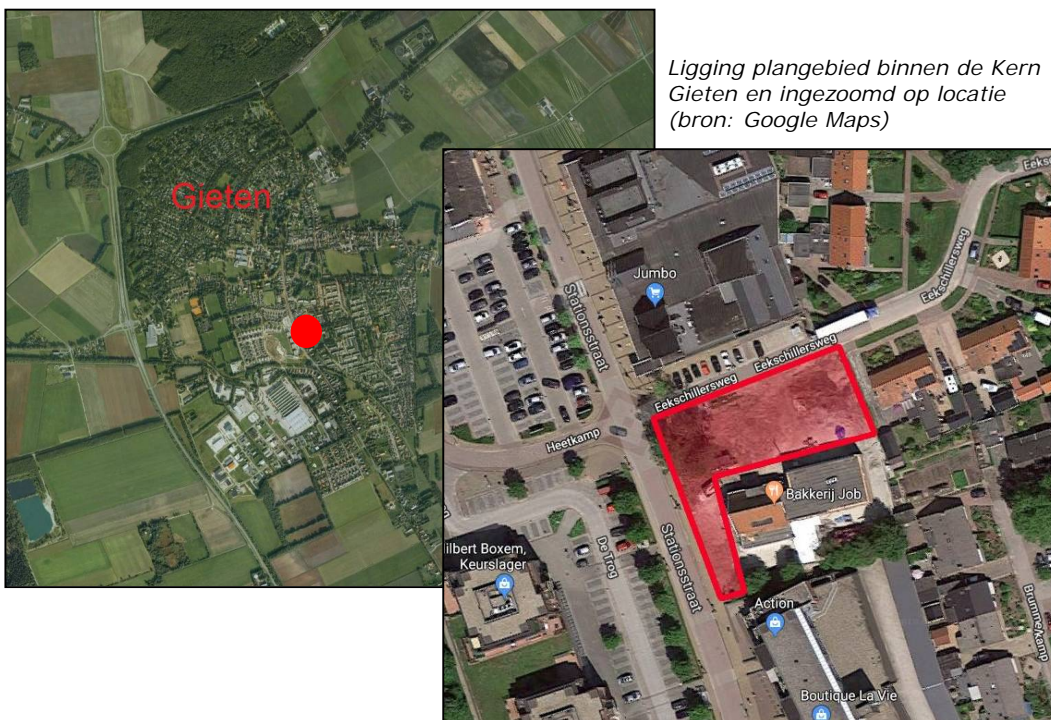 Ligging plangebied binnen de Kern
Gieten en ingezoomd op locatie
(bron: Google Maps)
Gieten
Jumbo
Stationsstraat
Eekschillersweg
Eekschillersweg
Eekschillersweg
Heetkamp
Bakkerij Job
De Trog
Stationsstraat
ilbert Boxem,
Keurslager
Action
Brummelkamp
Boutique La Vie